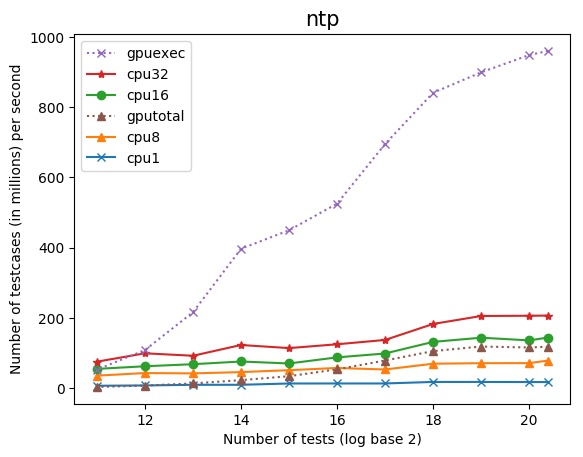 ntp
gpuexec
cpu32
cpu16
gputotal
cpu8
cpu1
Number of testcases (in millions) per second
1000
800
600
400
200
0
12
14
16
18
20
Number of tests (log base 2)